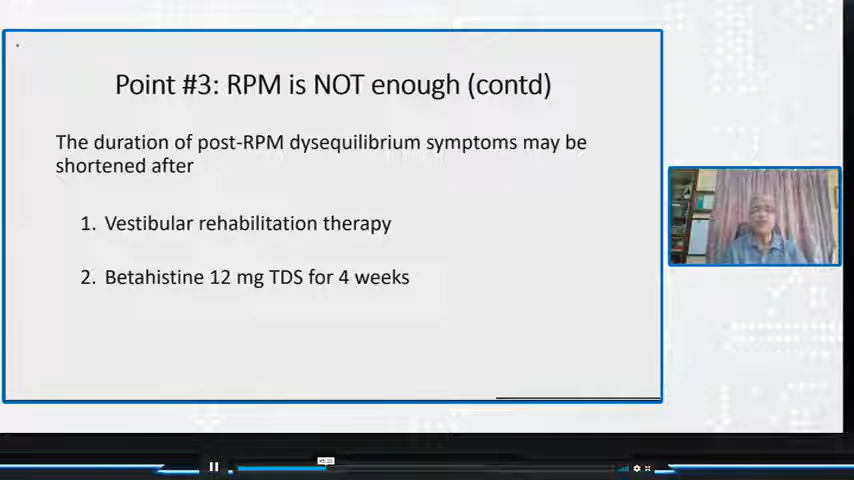 Point #3: RPM is NOT enough (contd)
The duration of post-RPM dysequilibrium symptoms may be
shortened after
1. Vestibular rehabilitation therapy
2. Betahistine 12 mg TDS for 4 weeks